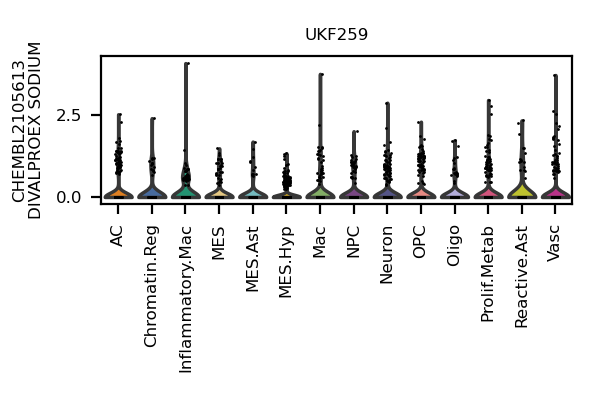 UKF259
CHEMBL2105613
DIVALPROEX SODIUM
2.5
0.0
AC
Chromatin.Reg
Inflammatory.Mac
MES
MES.Ast
MES.Hyp
Mac
NPC
Neuron
OPC
Oligo
Prolif.Metab
Reactive.Ast
Vasc